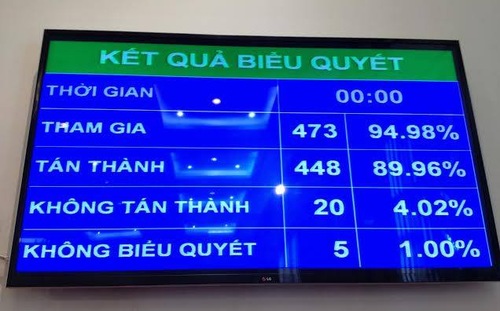 KẾT QUẢ BIỂU QUYẾT
THỜI GIAN 00:00
THAM GIA 473 94.98%
TÁN THÀNH 448 89.96%
KHÔNG TÁN THÀNH 20 4.02%
KHÔNG BIỂU QUYẾT 5 1.00%